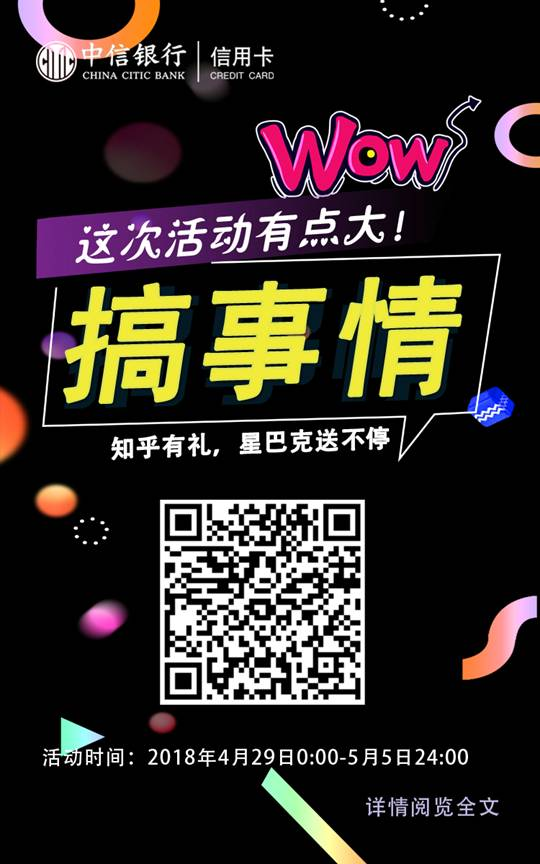 CITIC 中信银行 信用卡
CHINA CITIC BANK CREDIT CARD
Wow
这次活动有点大!
搞事情
知乎有礼，星巴克送不停
活动时间：2018年4月29日0:00-5月5日24:00
详情阅览全文